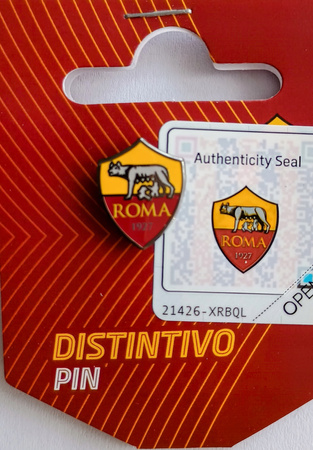 Authenticity Seal
ROMA
1927
ROMA
1927
21426-XRBQL
OPE
DISTINTIVO
PIN